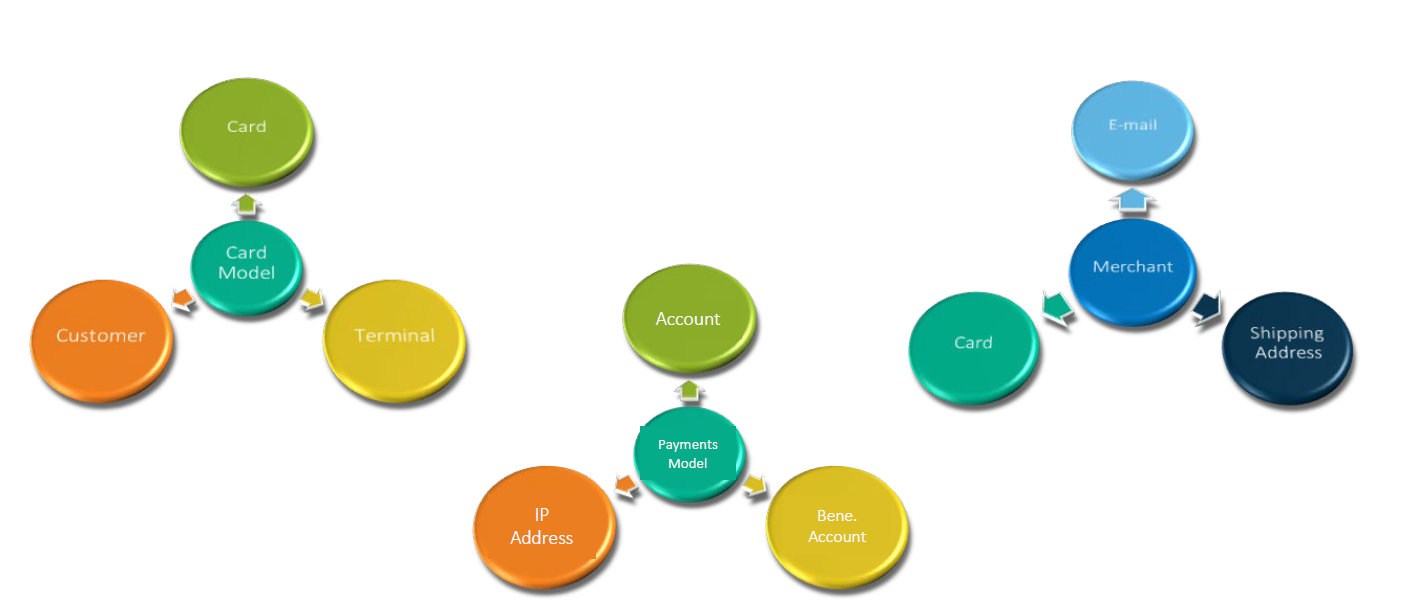 Card
Card
Model
Customer
Terminal
Account
Payments
Model
IP
Address
Bene.
Account
E-mail
Merchant
Card
Shipping
Address